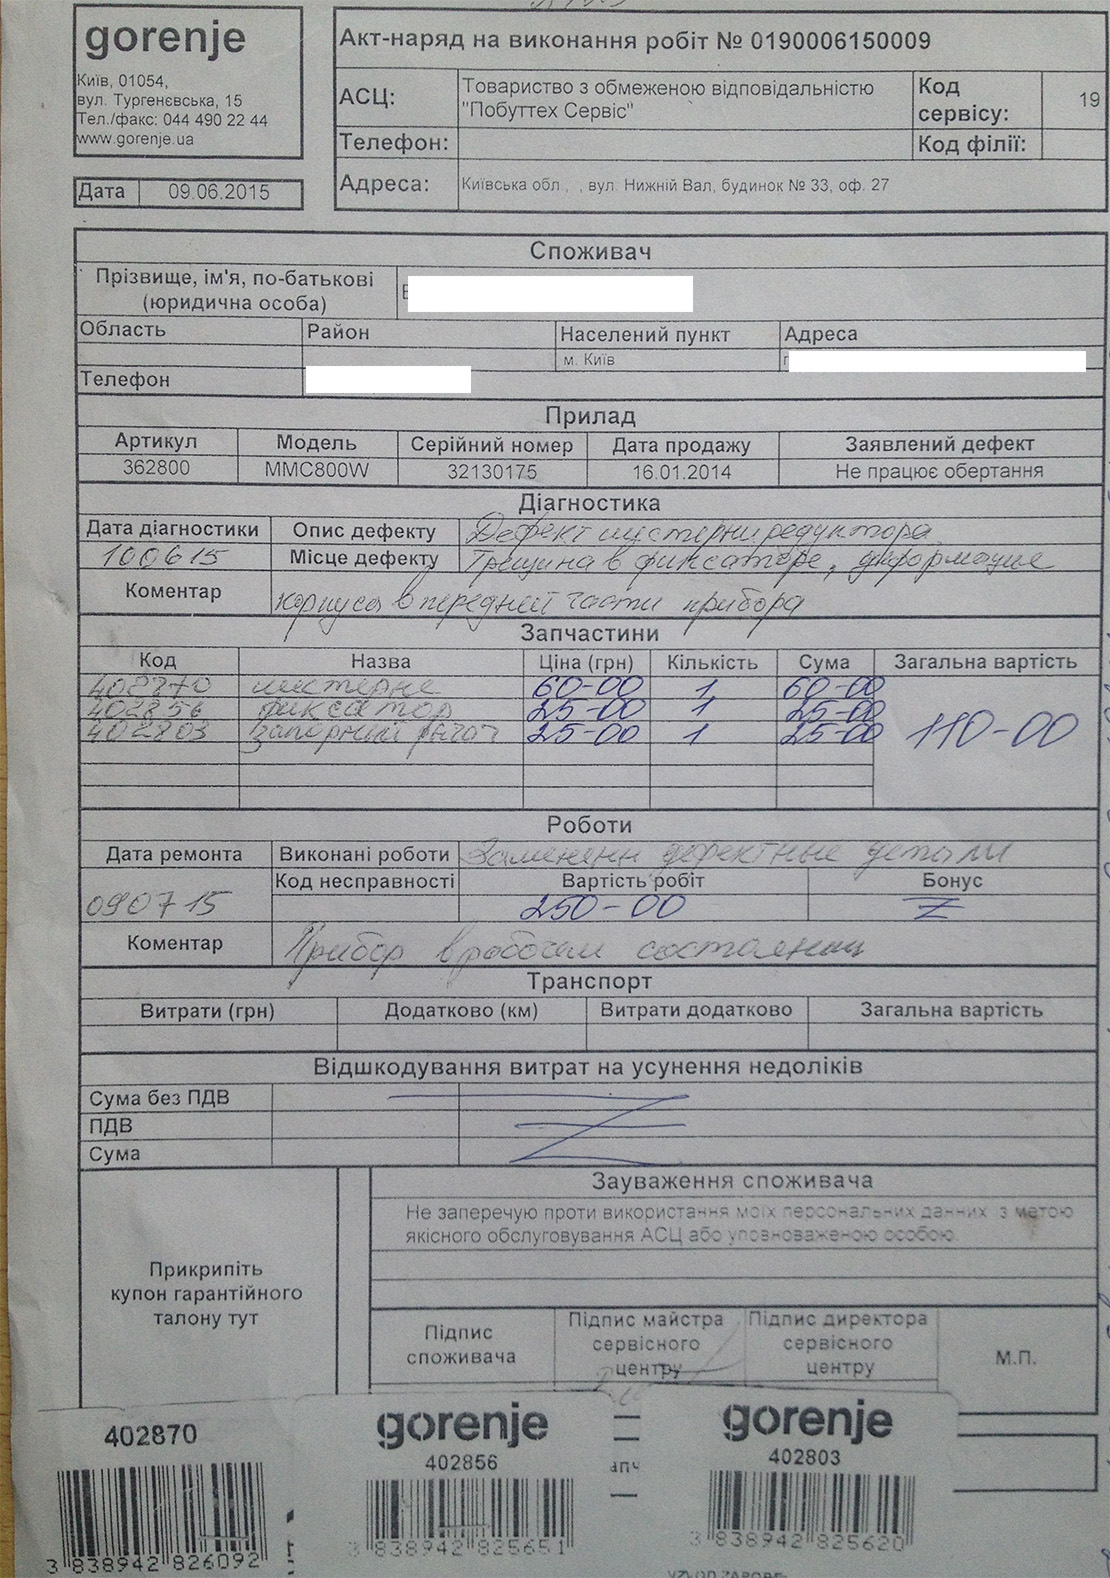 gorenje
Київ, 01054,
вул. Тургенєвська, 15
Тел./факс: 044 490 22 44
www.gorenje.ua
Дата 09.06.2015
Акт-наряд на виконання робіт № 0190006150009
АСЦ: Товариство з обмеженою відповідальністю "Побуттех Сервіс" Код сервісу: 19
Телефон: Код філії:
Адреса: Київська обл., , вул. Нижній Вал, будинок № 33, оф. 27
Споживач
Прізвище, ім'я, по-батькові
(юридична особа)
Область Район Населений пункт Адреса
м. Київ
Телефон
Прилад
Артикул Модель Серійний номер Дата продажу Заявлений дефект
362800 MMC800W 32130175 16.01.2014 Не працює обертання
Діагностика
Дата діагностики Опис дефекту Дефект шестерни редуктора
100615 Місце дефекту Трещина в фиксаторе, деформация
Коментар корпуса в передней части прибора
Запчастини
Код Назва Ціна (грн) Кількість Сума Загальна вартість
402870 шестерне 60-00 1 60-00
402856 фиксатор 25-00 1 25-00
402803 запорный рычаг 25-00 1 25-00
110-00
Роботи
Дата ремонта Виконані роботи Заменени дефектные детали
Код несправності Вартість робіт Бонус
090715 250-00
Коментар Прибор в рабочем состоянии
Транспорт
Витрати (грн) Додатково (км) Витрати додатково Загальна вартість
Відшкодування витрат на усунення недоліків
Сума без ПДВ
ПДВ
Сума
Зауваження споживача
Не заперечую проти використання моїх персональних данних з метою
якісного обслуговування АСЦ або уповноваженою особою
Прикрипіть
купон гарантійного
талону тут
Підпис
споживача
Підпис майстра
сервісного
центру
Підпис директора
сервісного
центру
М.П.
402870
3 838942 826092
gorenje
402856
3 838942 825651
gorenje
402803
3 838942 825620